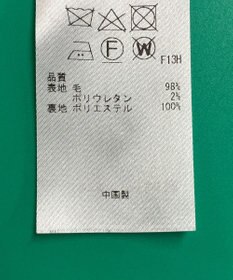 F W
F13H
品質
表地 毛 98%
ポリウレタン 2%
裏地 ポリエステル 100%
中国製